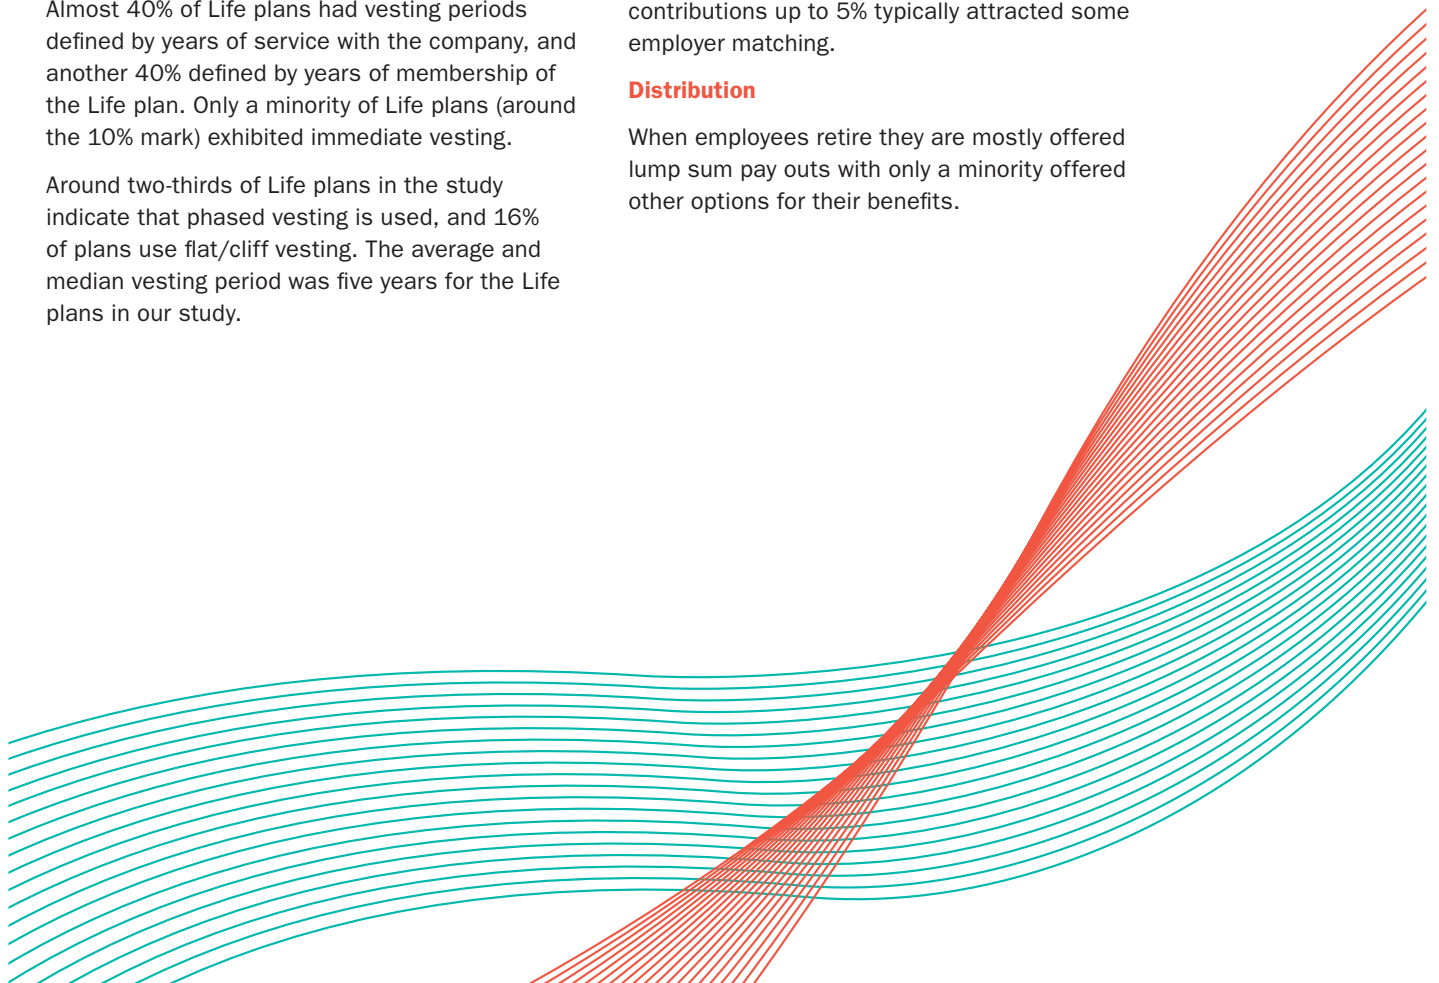 Almost 40% of Life plans had vesting periods
defined by years of service with the company, and
another 40% defined by years of membership of
the Life plan. Only a minority of Life plans (around
the 10% mark) exhibited immediate vesting.
Around two-thirds of Life plans in the study
indicate that phased vesting is used, and 16%
of plans use flat/cliff vesting. The average and
median vesting period was five years for the Life
plans in our study.
contributions up to 5% typically attracted some
employer matching.
Distribution
When employees retire they are mostly offered
lump sum pay outs with only a minority offered
other options for their benefits.